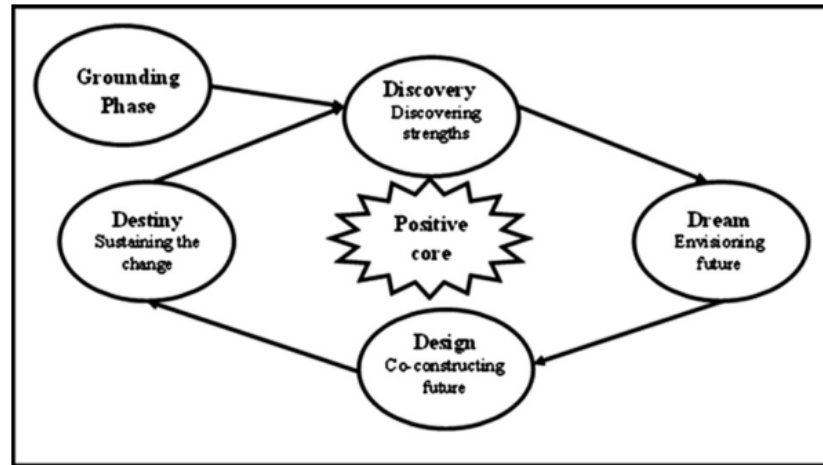 Grounding
Phase
Discovery
Discovering
strengths
Destiny
Sustaining the
change
Positive
core
Dream
Envisioning
future
Design
Co-constructing
future